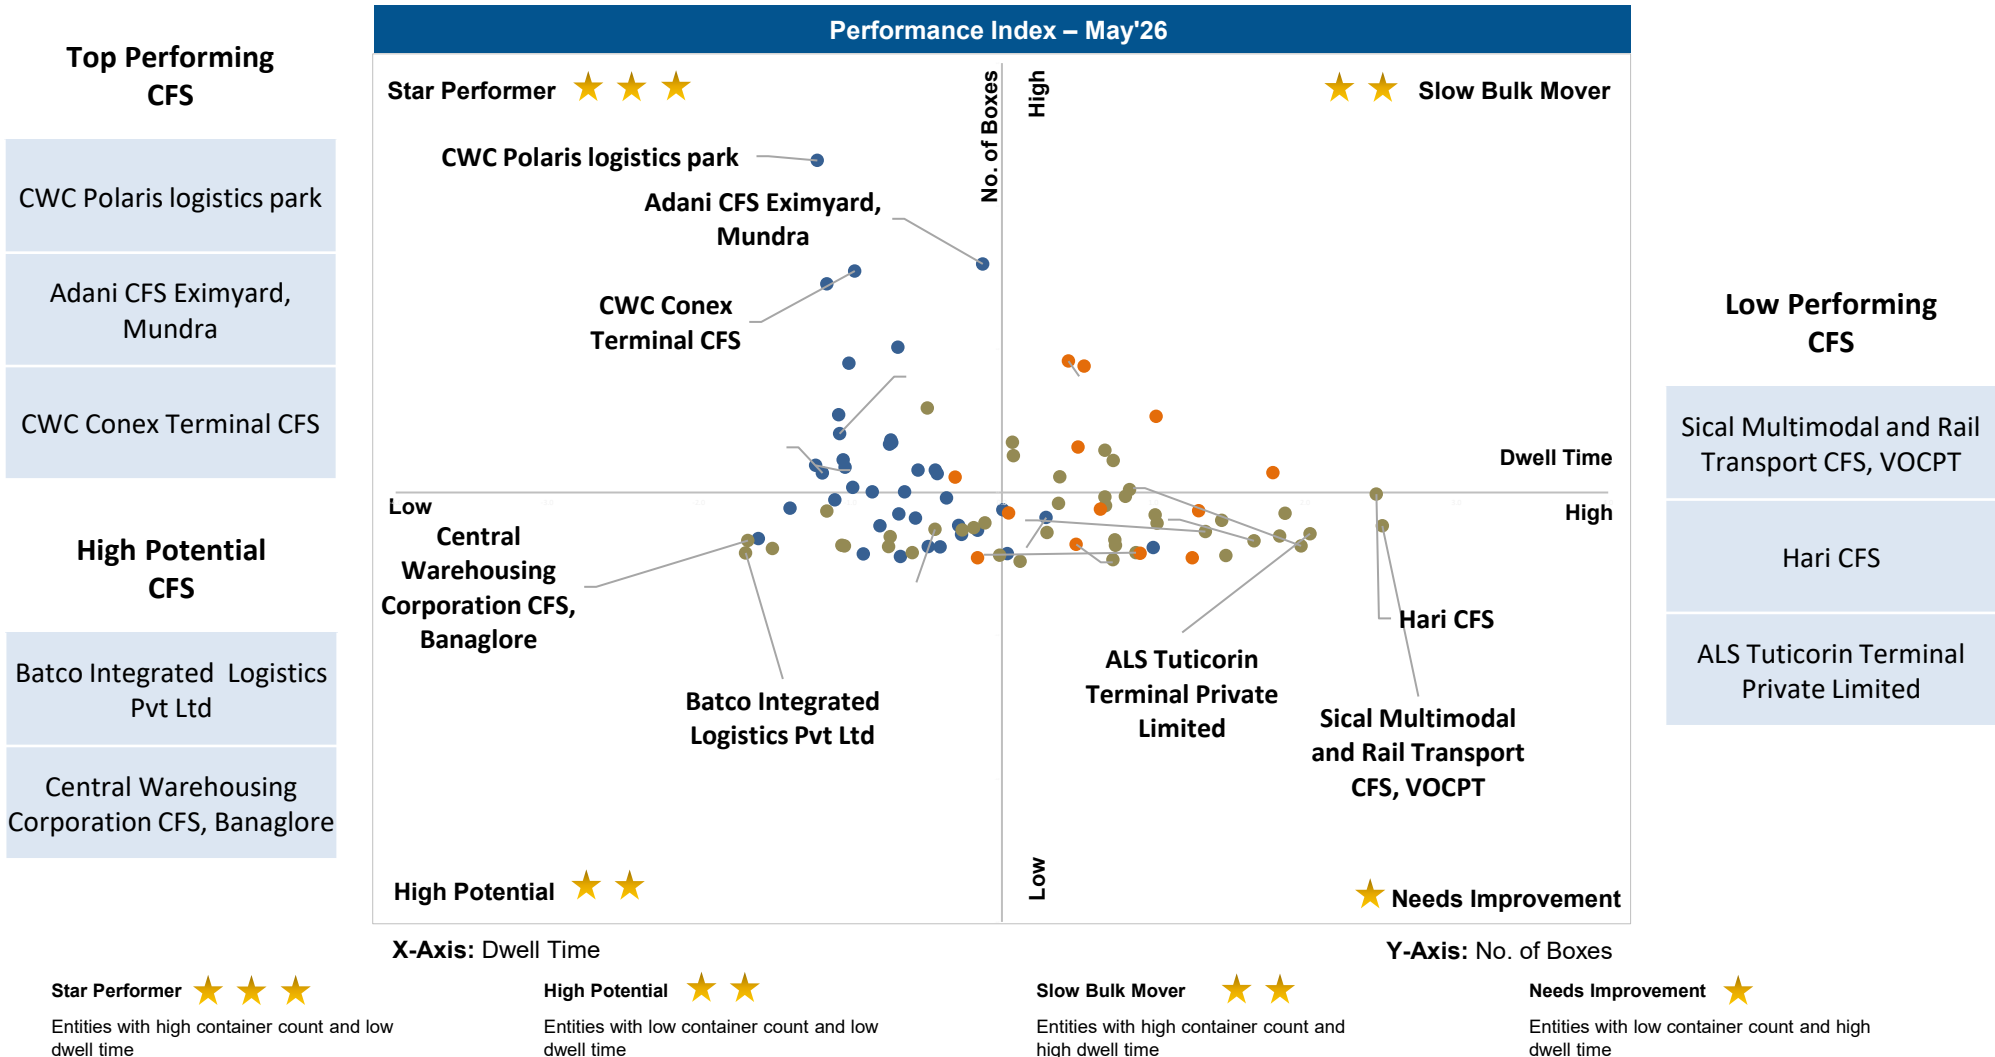 Performance Index – May'26
Top Performing
CFS
CWC Polaris logistics park
Adani CFS Eximyard,
Mundra
CWC Conex Terminal CFS
High Potential
CFS
Batco Integrated  Logistics
Pvt Ltd
Central Warehousing
Corporation CFS, Banaglore
Star Performer
Slow Bulk Mover
No. of Boxes
High
CWC Polaris logistics park
Adani CFS Eximyard,
Mundra
CWC Conex
Terminal CFS
Dwell Time
Low
High
Central
Warehousing
Corporation CFS,
Banaglore
Batco Integrated
Logistics Pvt Ltd
Hari CFS
ALS Tuticorin
Terminal Private
Limited
Sical Multimodal
and Rail Transport
CFS, VOCPT
Low
High Potential
Needs Improvement
Low Performing
CFS
Sical Multimodal and Rail
Transport CFS, VOCPT
Hari CFS
ALS Tuticorin Terminal
Private Limited
X-Axis: Dwell Time
Y-Axis: No. of Boxes
Star Performer
Entities with high container count and low
dwell time
High Potential
Entities with low container count and low
dwell time
Slow Bulk Mover
Entities with high container count and
high dwell time
Needs Improvement
Entities with low container count and high
dwell time